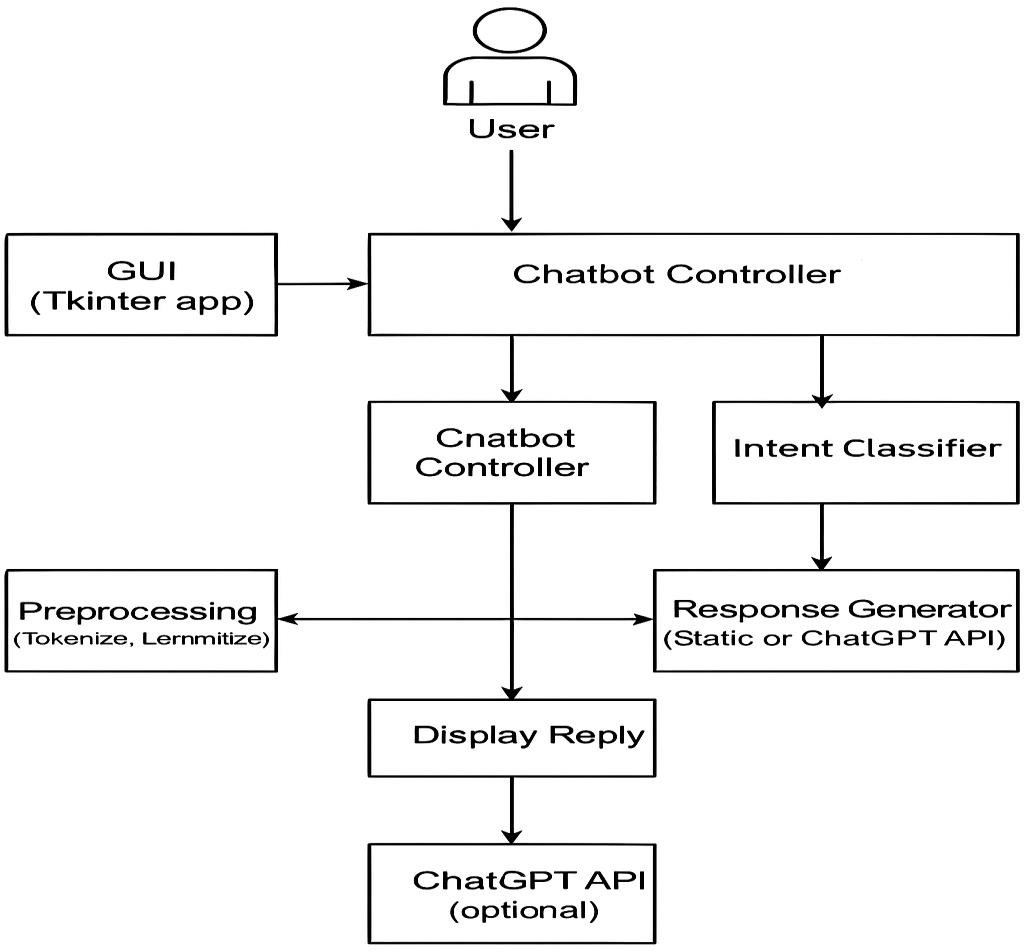 User
GUI
(Tkinter app)
Chatbot Controller
Cnatbot
Controller
Intent Classifier
Preprocessing
(Tokenize, Lernmitize)
Response Generator
(Static or ChatGPT API)
Display Reply
ChatGPT API
(optional)